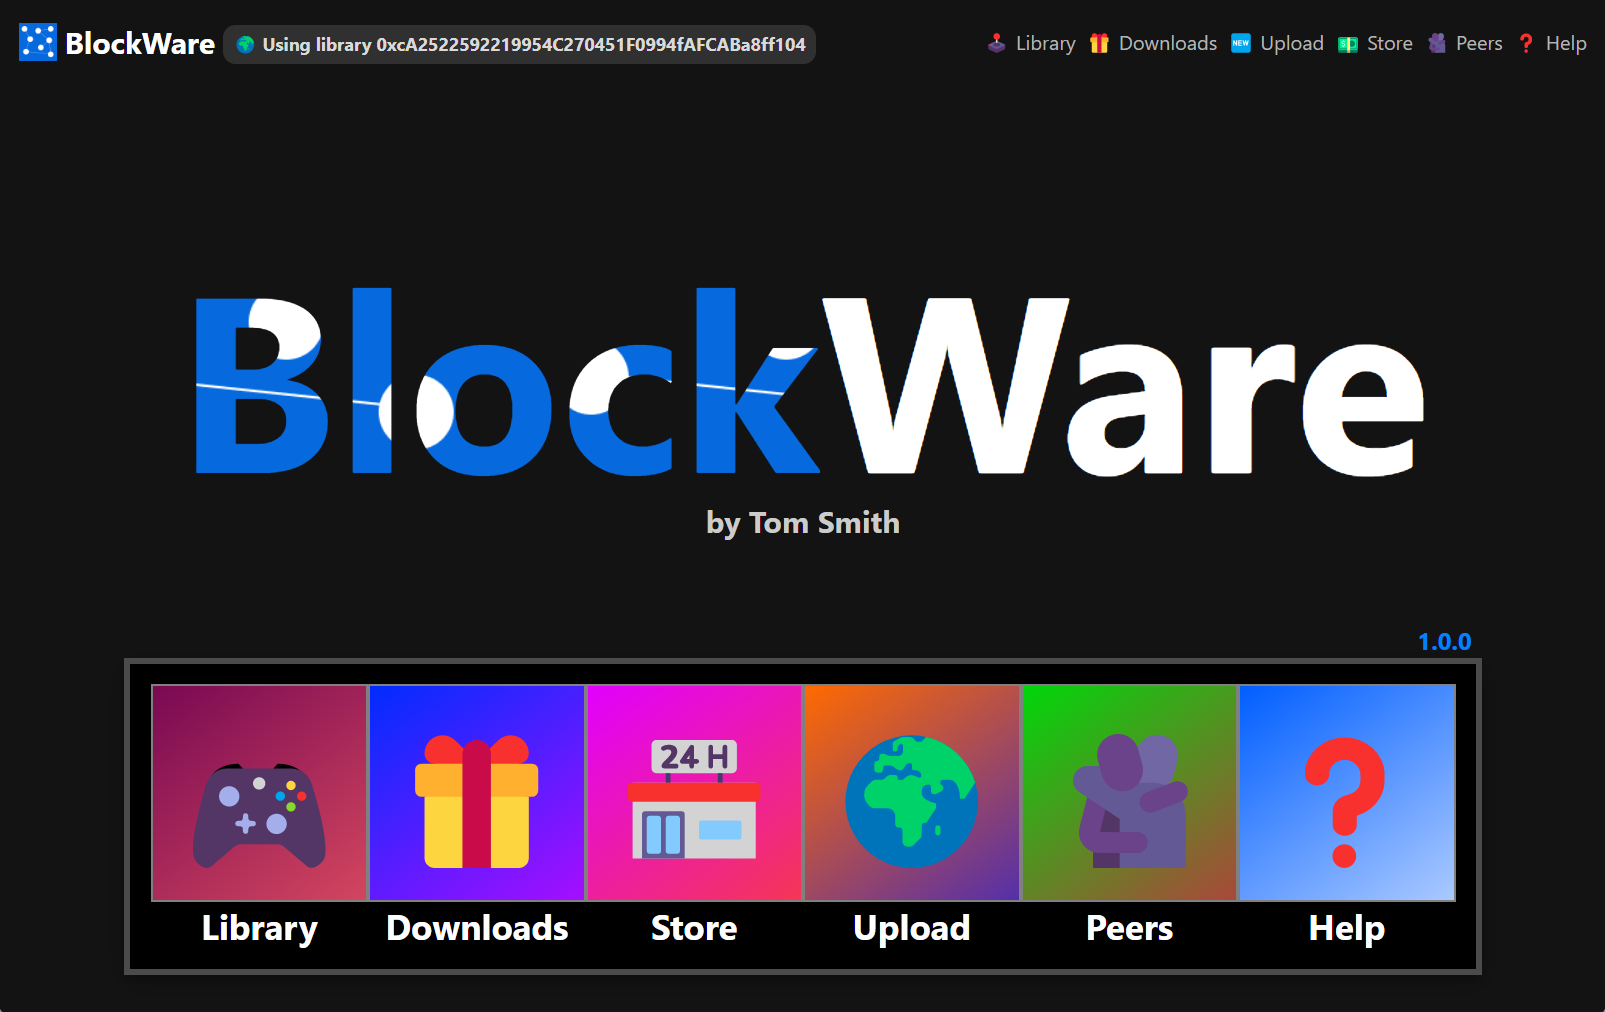 BlockWare
Using library 0xcA2522592219954C270451F0994fAFCABa8ff104
Library
Downloads
NEW
Upload
Store
Peers
Help
BlockWare
by Tom Smith
1.0.0
24 H
Library
Downloads
Store
Upload
Peers
Help